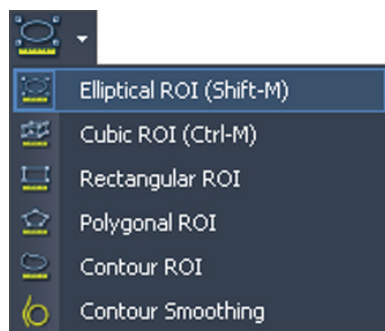 Elliptical ROI (Shift-M)
Cubic ROI (Ctrl-M)
Rectangular ROI
Polygonal ROI
Contour ROI
Contour Smoothing